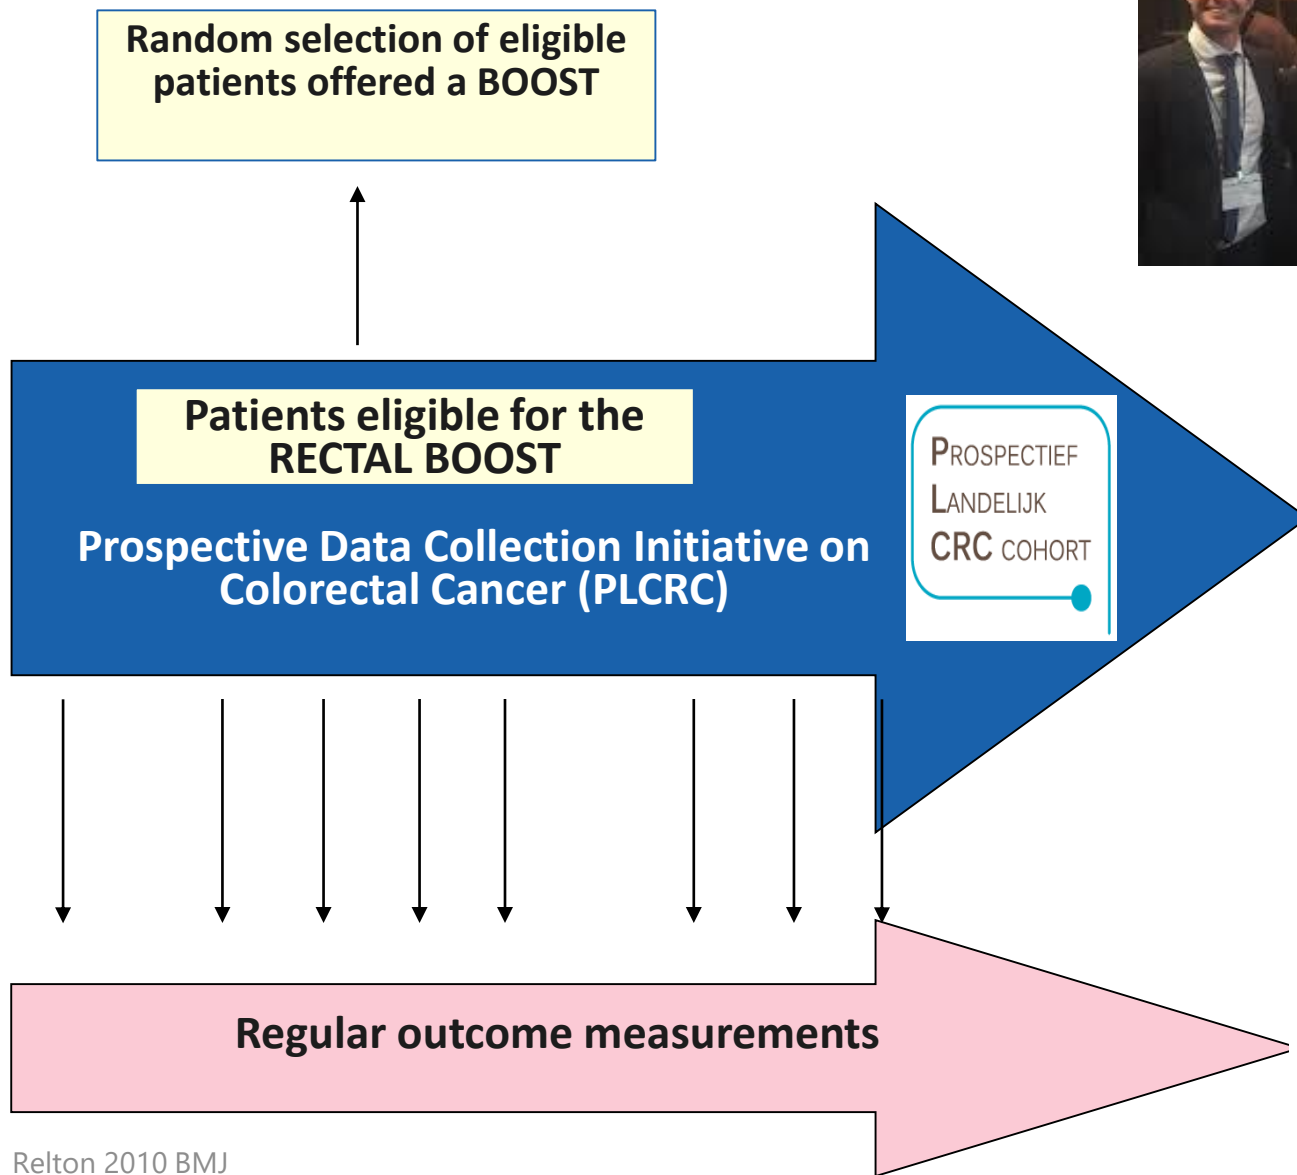 Random selection of eligible
patients offered a BOOST
Patients eligible for the
RECTAL BOOST
Prospective Data Collection Initiative on
Colorectal Cancer (PLCRC)
PROSPECTIEF
LANDELIJK
CRC COHORT
Regular outcome measurements
Relton 2010 BMJ